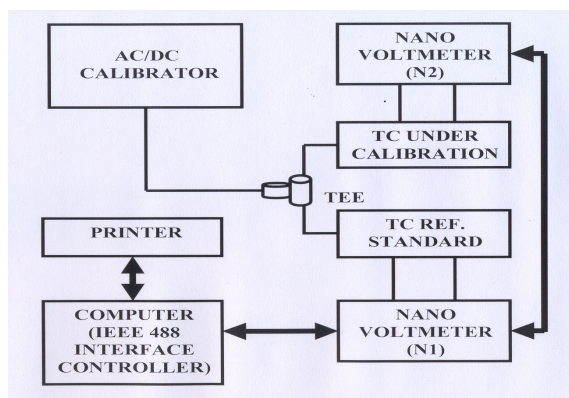 AC/DC
CALIBRATOR
NANO
VOLTMETER
(N2)
TC UNDER
CALIBRATION
TEE
PRINTER
TC REF.
STANDARD
COMPUTER
(IEEE 488
INTERFACE
CONTROLLER)
NANO
VOLTMETER
(N1)